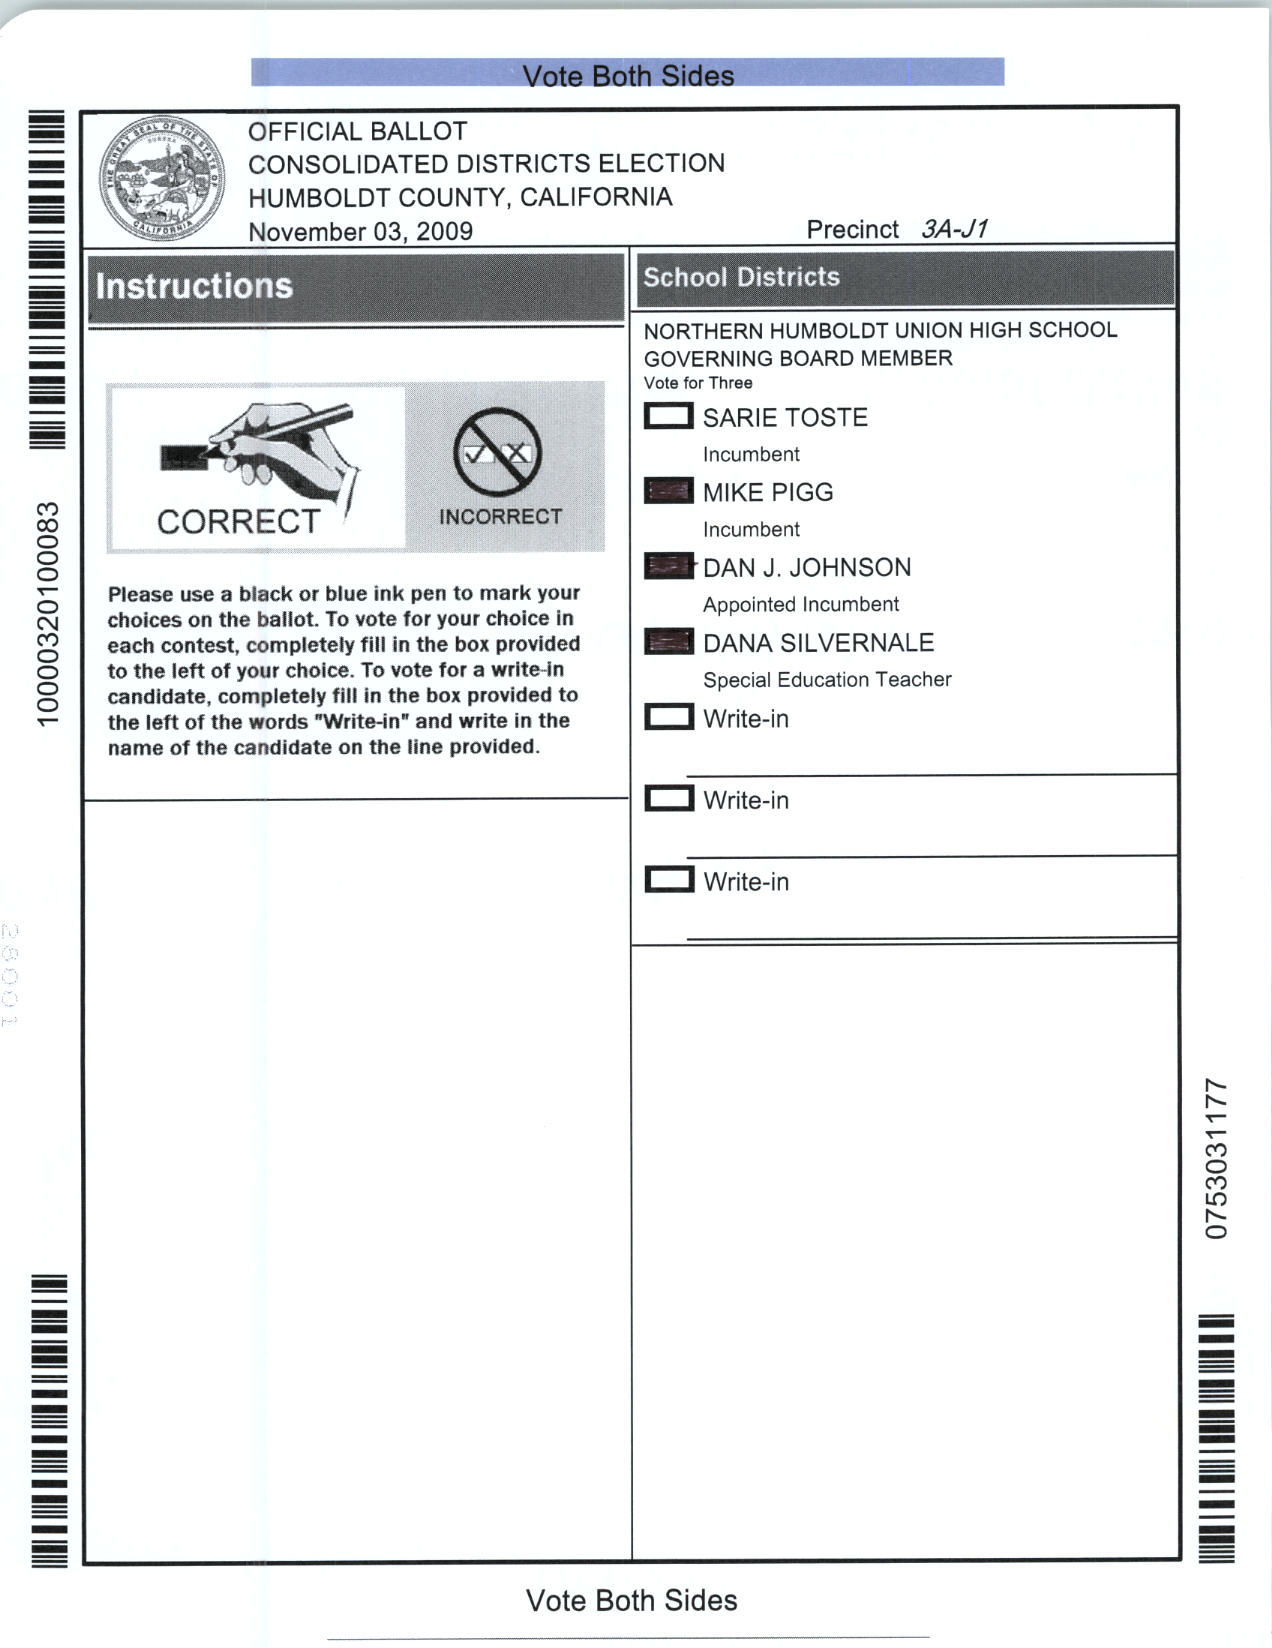 Vote Both Sides
OFFICIAL BALLOT
CONSOLIDATED DISTRICTS ELECTION
HUMBOLDT COUNTY, CALIFORNIA
November 03, 2009
Precinct 3A-J1
THE GREAT SEAL OF THE STATE OF CALIFORNIA
EUREKA
Instructions
CORRECT
INCORRECT
Please use a black or blue ink pen to mark your
choices on the ballot. To vote for your choice in
each contest, completely fill in the box provided
to the left of your choice. To vote for a write-in
candidate, completely fill in the box provided to
the left of the words "Write-in" and write in the
name of the candidate on the line provided.
School Districts
NORTHERN HUMBOLDT UNION HIGH SCHOOL
GOVERNING BOARD MEMBER
Vote for Three
SARIE TOSTE
Incumbent
MIKE PIGG
Incumbent
DAN J. JOHNSON
Appointed Incumbent
DANA SILVERNALE
Special Education Teacher
Write-in
Write-in
Write-in
10000320100083
26001
0753031177
Vote Both Sides